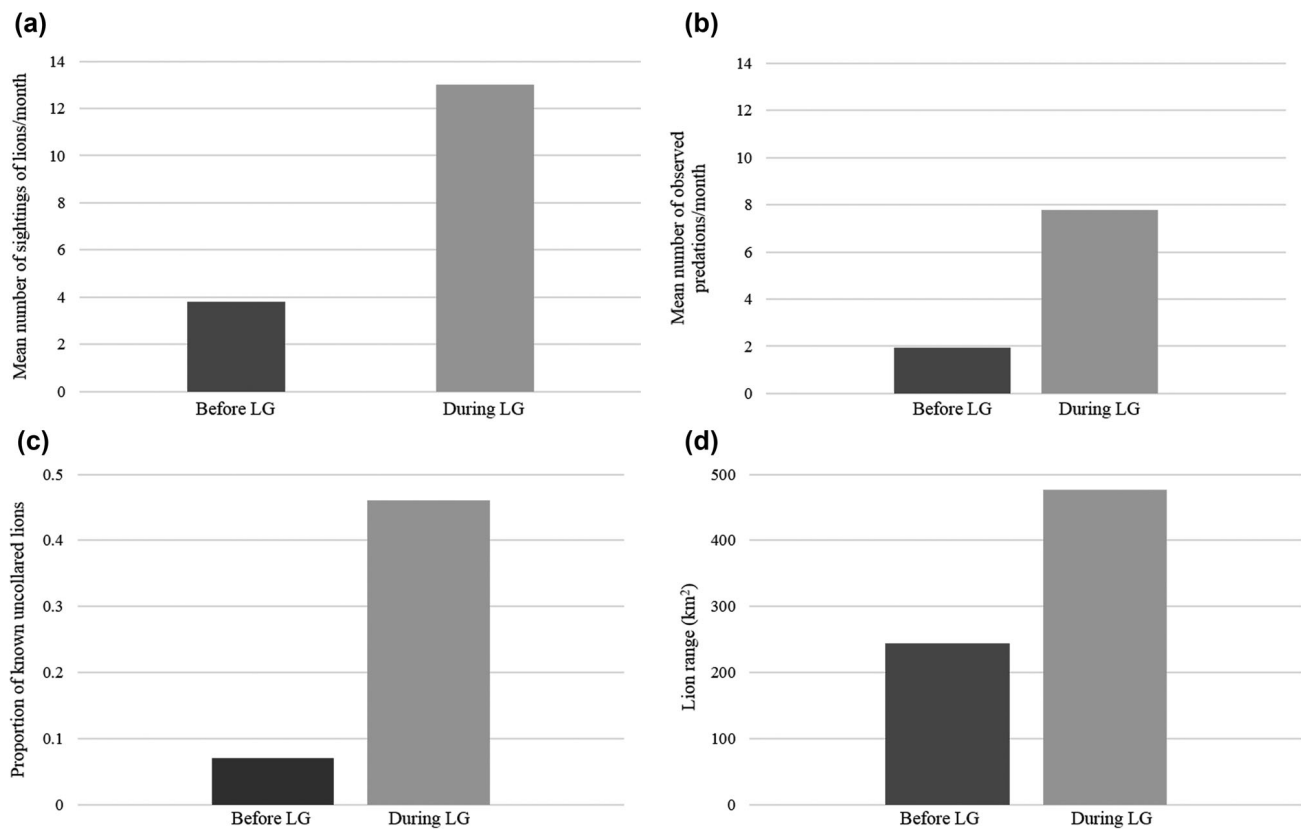 (a)
Mean number of sightings of lions/month
14
12
10
8
6
4
2
0
Before LG
During LG
(b)
Mean number of observed
predations/month
14
12
10
8
6
4
2
0
Before LG
During LG
(c)
Proportion of known uncollared lions
0.5
0.4
0.3
0.2
0.1
0
Before LG
During LG
(d)
Lion range (km²)
500
400
300
200
100
0
Before LG
During LG